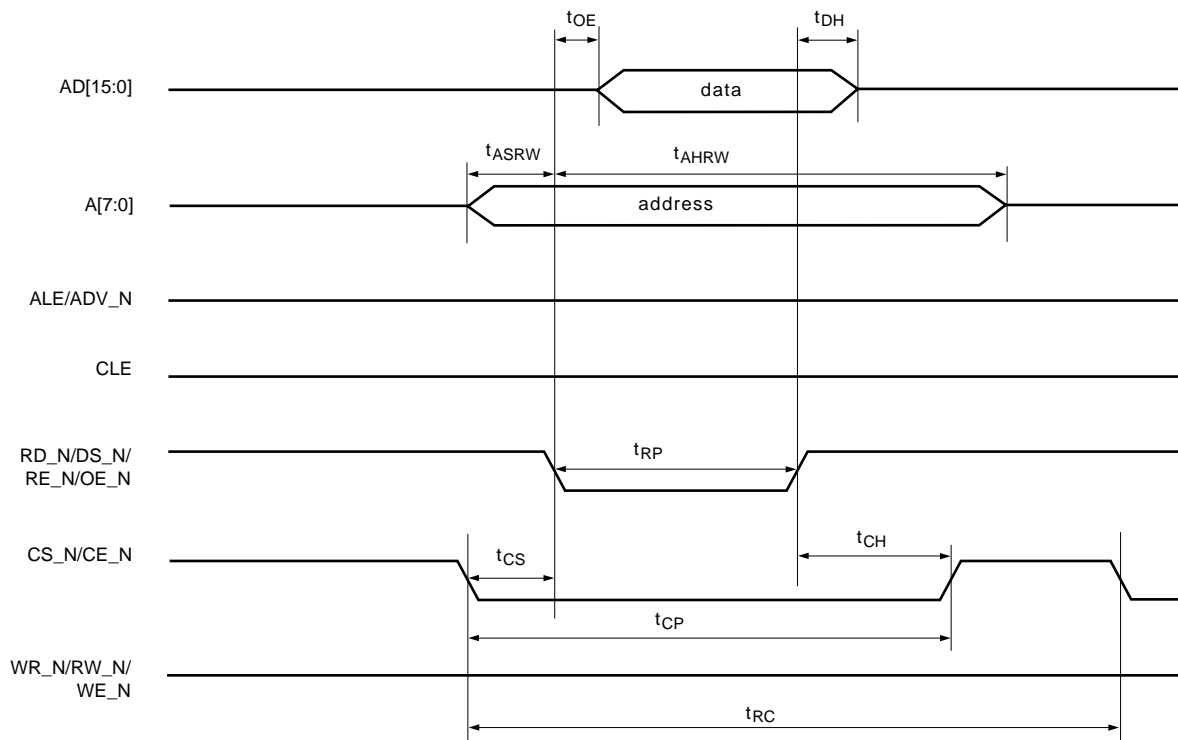 tOE
tDH
AD[15:0]
data
tASRW
tAHRW
A[7:0]
address
ALE/ADV_N
CLE
RD_N/DS_N/
RE_N/OE_N
tRP
CS_N/CE_N
tCS
tCH
tCP
WR_N/RW_N/
WE_N
tRC